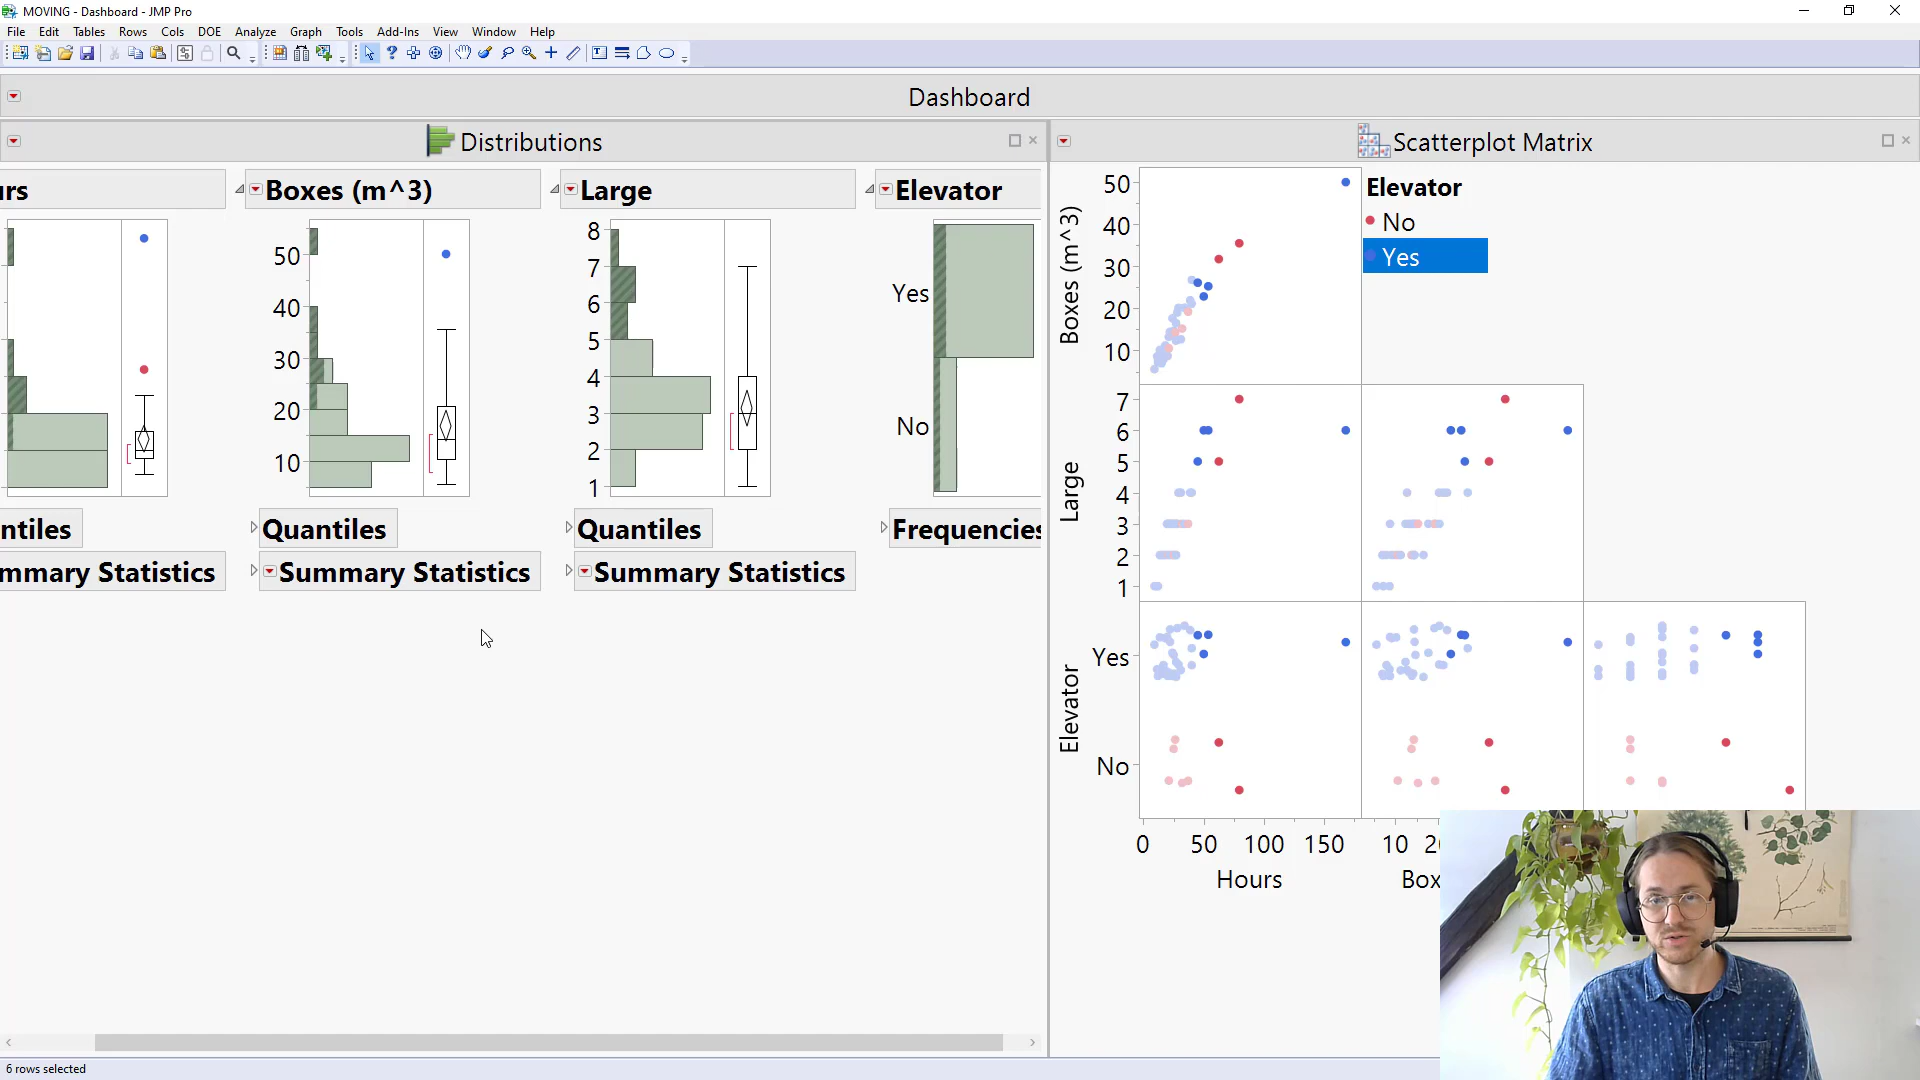 MOVING - Dashboard - JMP Pro
File Edit Tables Rows Cols DOE Analyze Graph Tools Add-Ins View Window Help
Dashboard
Distributions
Scatterplot Matrix
urs
Boxes (m^3)
Large
Elevator
50
40
30
20
10
8
7
6
5
4
3
2
1
Yes
No
ntiles
Quantiles
Quantiles
Frequencies
mmary Statistics
Summary Statistics
Summary Statistics
Elevator
No
Yes
Boxes (m^3)
50
40
30
20
10
Large
7
6
5
4
3
2
1
Elevator
Yes
No
0 50 100 150 10 2
Hours
Box
6 rows selected